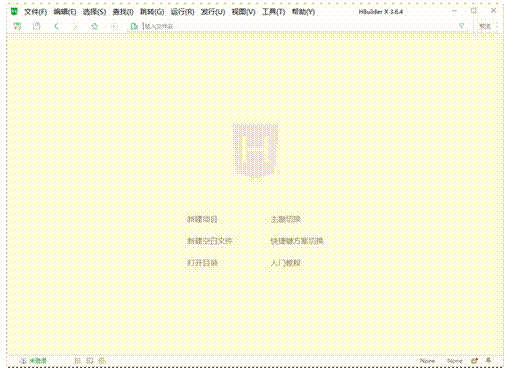 文件(F) 编辑(E) 选择(S) 查找(I) 跳转(G) 运行(R) 发行(U) 视图(V) 工具(T) 帮助(Y) HBuilder X 3.6.4
输入文件名 预览
H
新建项目 主题切换
新建空白文件 快捷键方案切换
打开目录 入门教程
未登录 None None